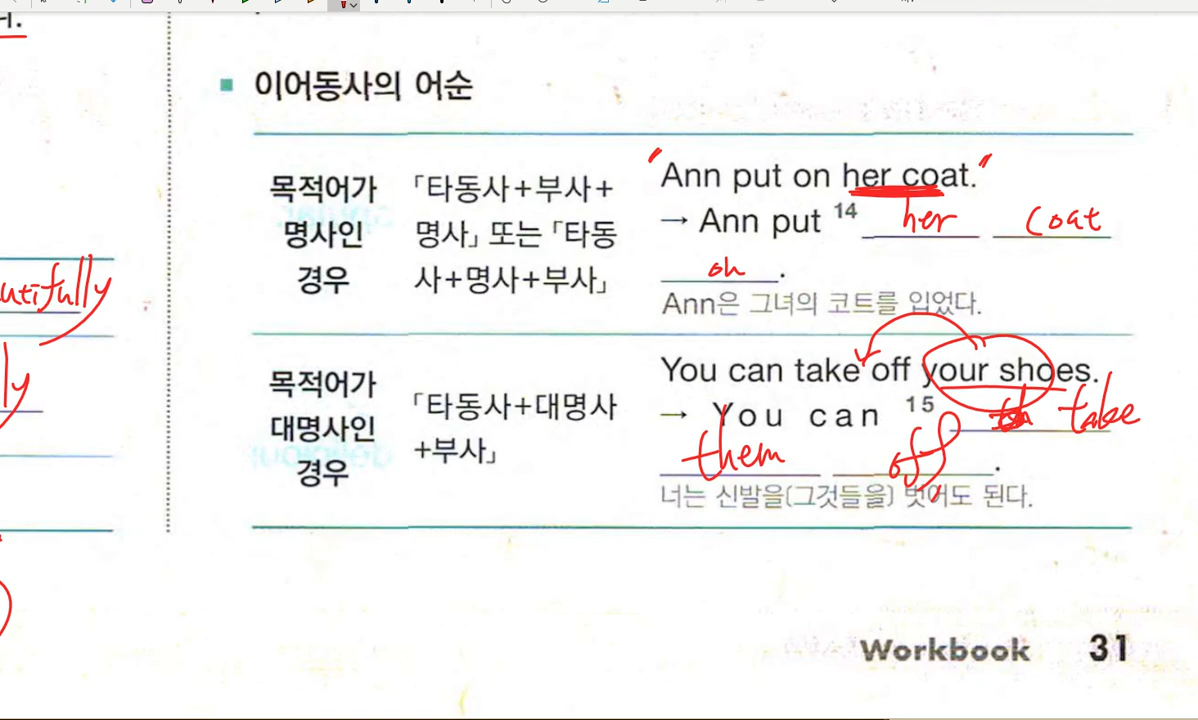 이어동사의 어순
목적어가
명사인
경우
「타동사+부사+
명사」 또는 「타동
사+명사+부사」
"Ann put on her coat."
→ Ann put 14 her coat
on.
Ann은 그녀의 코트를 입었다.
목적어가
대명사인
경우
「타동사+대명사
+부사」
You can take off your shoes.
→ You can 15 take
them off.
너는 신발을(그것들을) 벗어도 된다.
utifully
ly
Workbook 31